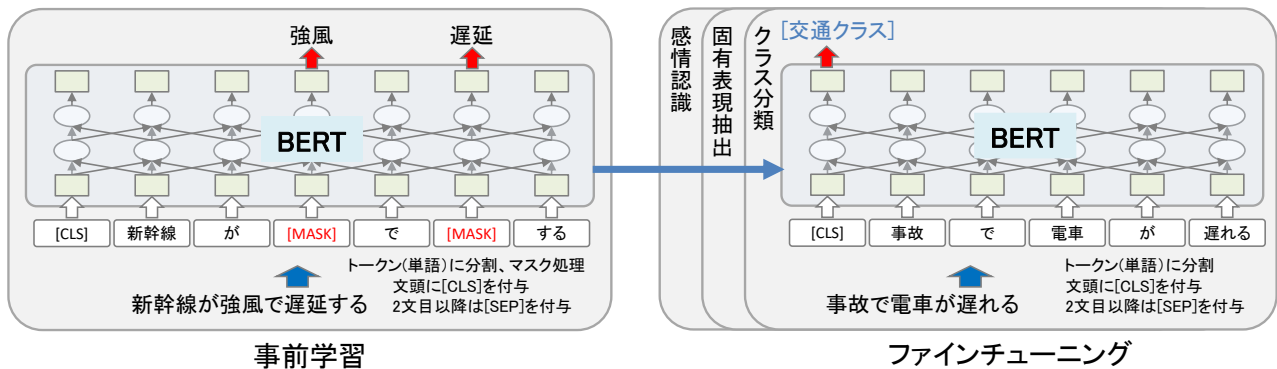 強風 遅延
BERT
[CLS] 新幹線 が [MASK] で [MASK] する
トークン(単語)に分割、マスク処理
文頭に[CLS]を付与
2文目以降は[SEP]を付与
新幹線が強風で遅延する
事前学習
感情認識
固有表現抽出
クラス分類
[交通クラス]
BERT
[CLS] 事故 で 電車 が 遅れる
トークン(単語)に分割
文頭に[CLS]を付与
2文目以降は[SEP]を付与
事故で電車が遅れる
ファインチューニング